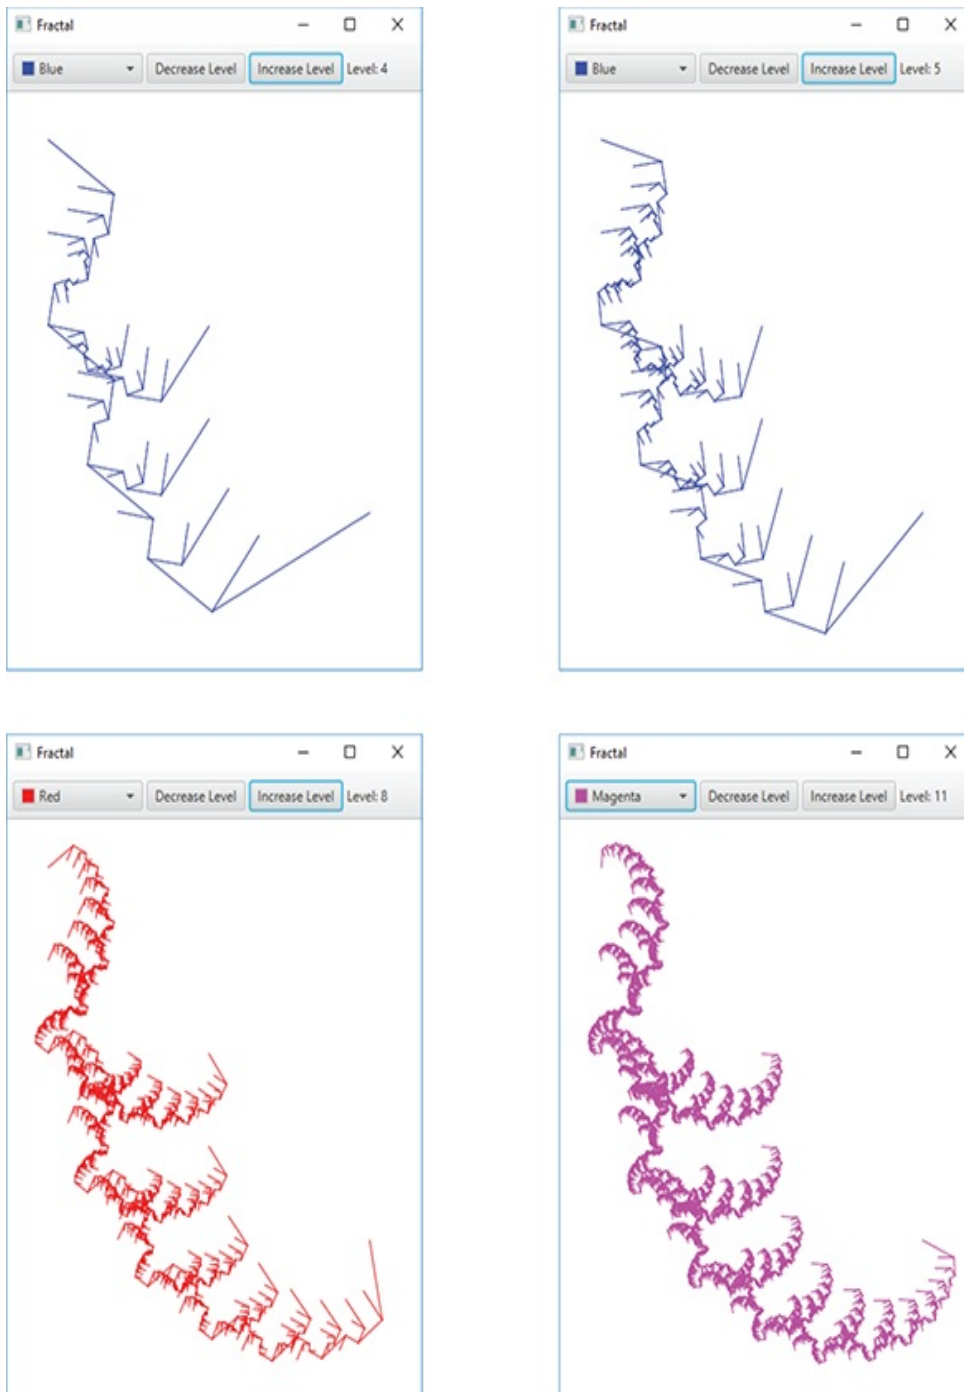 Fractal
Blue Decrease Level Increase Level Level: 4
Fractal
Blue Decrease Level Increase Level Level: 5
Fractal
Red Decrease Level Increase Level Level: 8
Fractal
Magenta Decrease Level Increase Level Level: 11